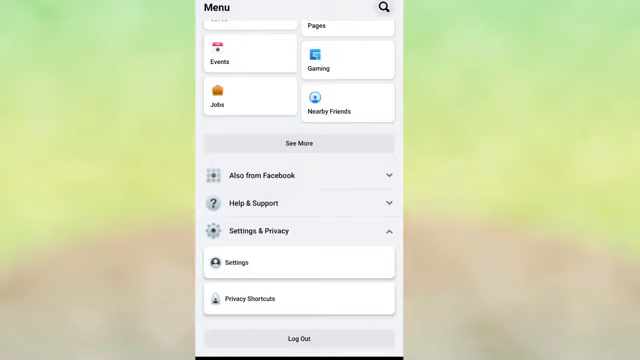 Menu
Pages
Events
Gaming
Jobs
Nearby Friends
See More
Also from Facebook
Help & Support
Settings & Privacy
Settings
Privacy Shortcuts
Log Out